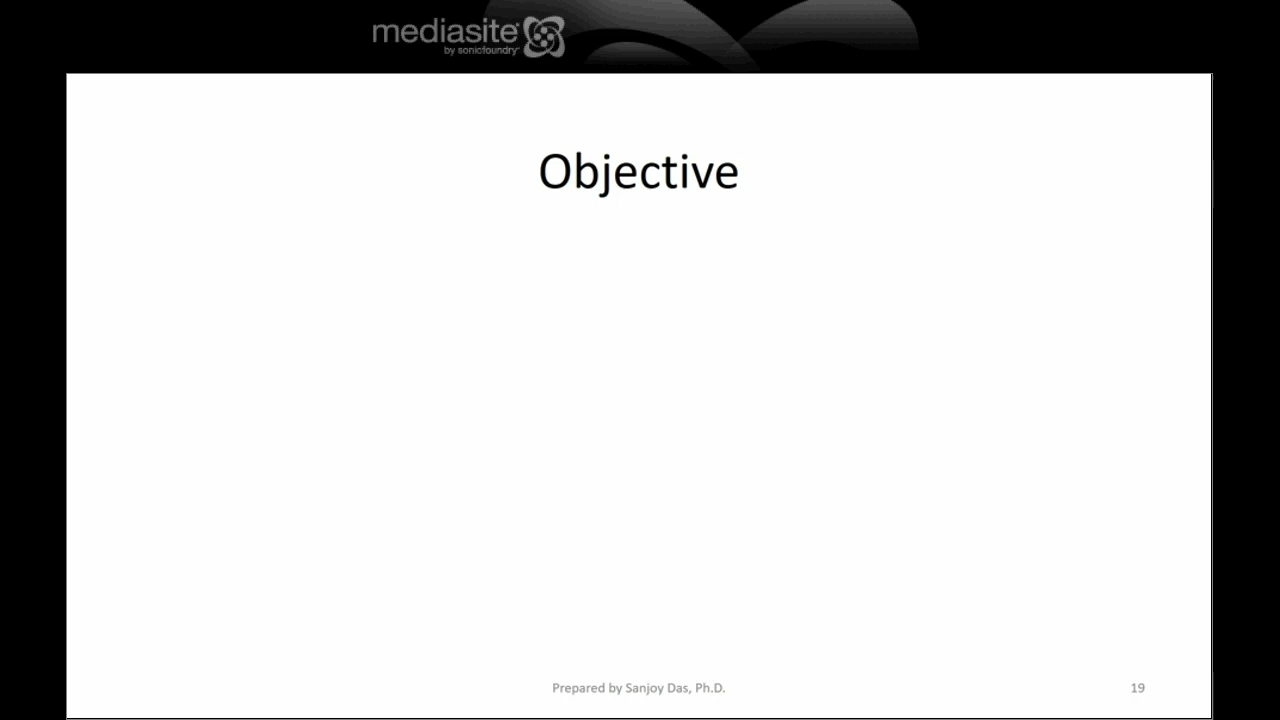 mediasite
by sonicfoundry
Objective
Prepared by Sanjoy Das, Ph.D.
19